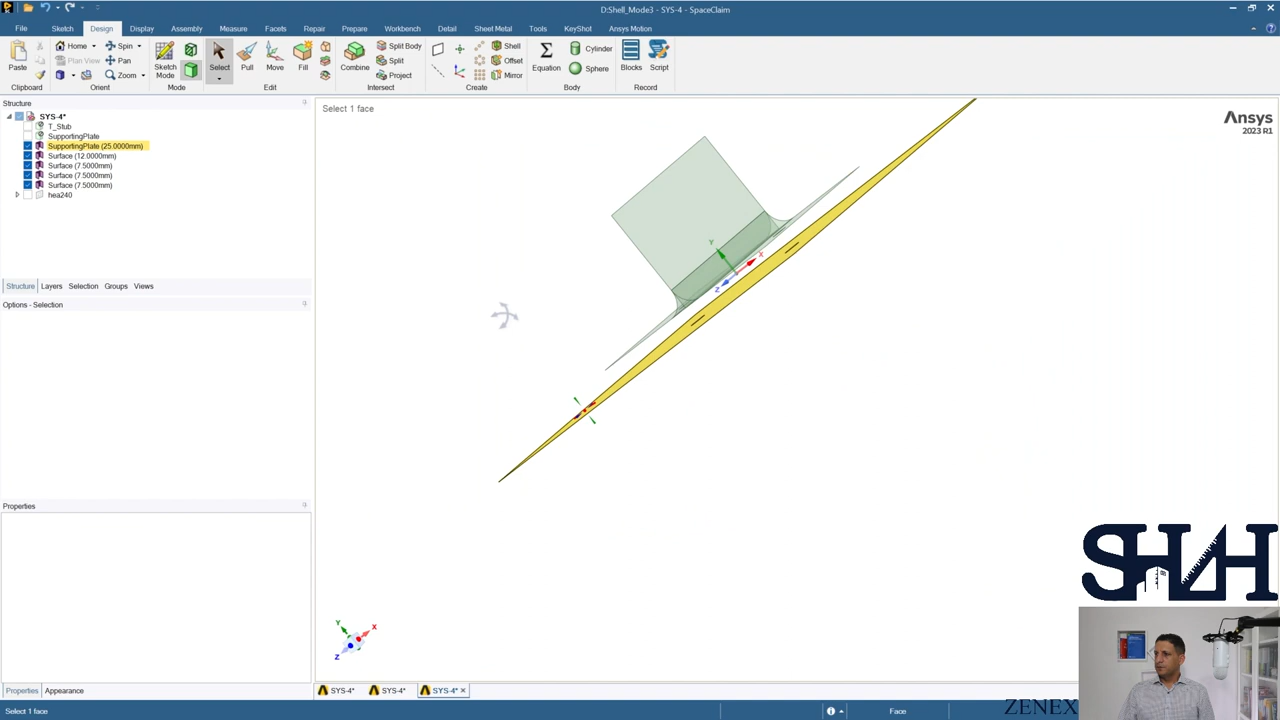 D:Shell_Mode3 - SYS-4 - SpaceClaim
File Sketch Design Display Assembly Measure Facets Repair Prepare Workbench Detail Sheet Metal Tools KeyShot Ansys Motion
Home Spin Split Body Shell Cylinder
Plan View Pan Split Offset Sphere
Zoom Project Mirror
Paste Sketch Mode Select Pull Move Fill Combine Equation Blocks Script
Clipboard Orient Mode Edit Intersect Create Body Record
Structure
SYS-4*
T_Stub
SupportingPlate
SupportingPlate (25.0000mm)
Surface (12.0000mm)
Surface (7.5000mm)
Surface (7.5000mm)
Surface (7.5000mm)
hea240
Structure Layers Selection Groups Views
Options - Selection
Properties
Properties Appearance
Select 1 face
Ansys
2023 R1
Y
X
Z
Y
X
Z
SHZH
SYS-4* SYS-4* SYS-4*
Select 1 face
Face
ZENEX